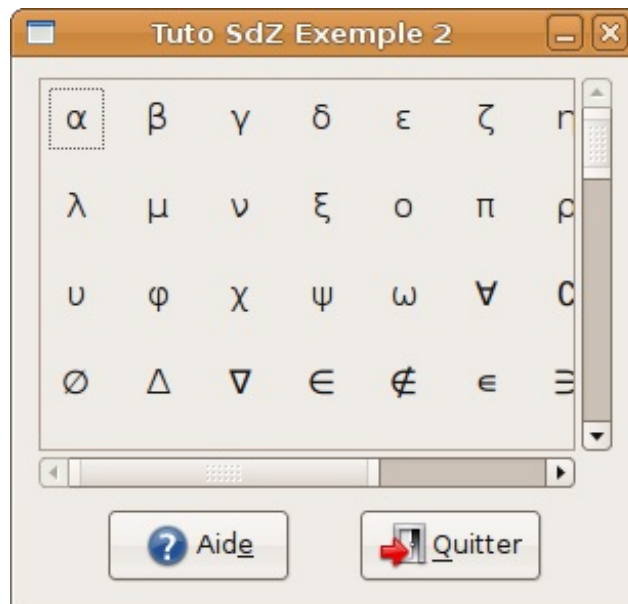 Tuto SdZ Exemple 2
α β γ δ ε ζ η
λ μ ν ξ ο π ρ
υ φ χ ψ ω ∀ ∁
∅ Δ ∇ ∈ ∉ ∊ ∋
Aide Quitter